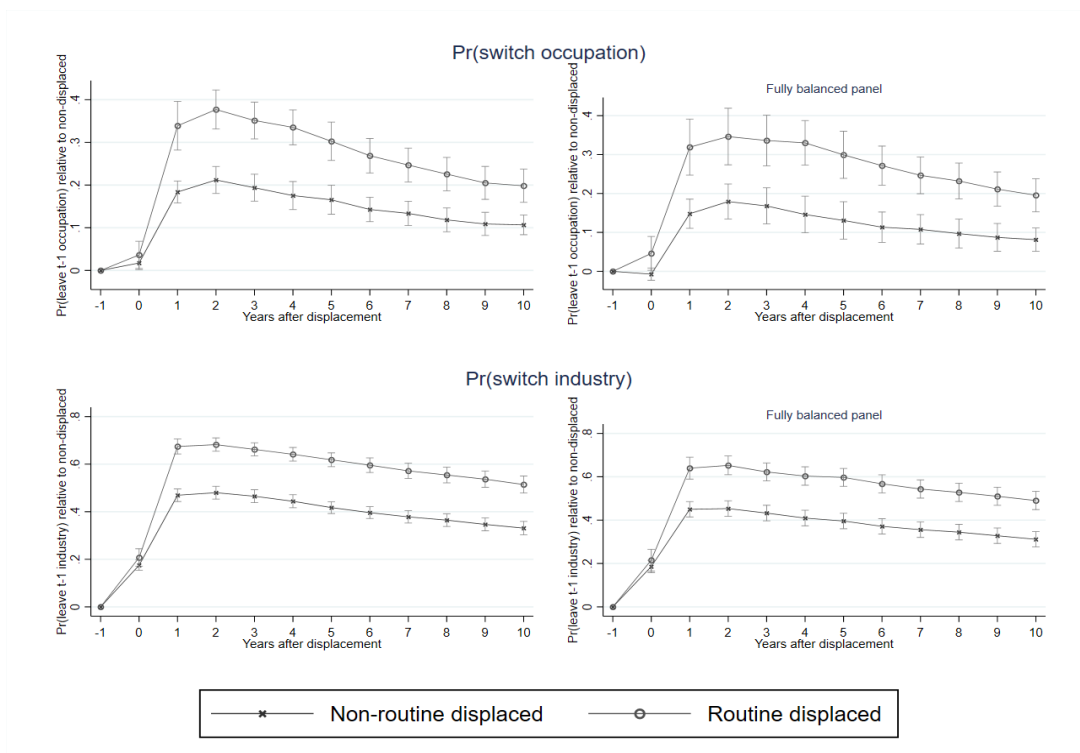 Pr(switch occupation)
Pr(leave t-1 occupation) relative to non-displaced
0 .1 .2 .3 .4
-1 0 1 2 3 4 5 6 7 8 9 10
Years after displacement
Fully balanced panel
Pr(leave t-1 occupation) relative to non-displaced
0 .1 .2 .3 .4
-1 0 1 2 3 4 5 6 7 8 9 10
Years after displacement
Pr(switch industry)
Pr(leave t-1 industry) relative to non-displaced
0 .2 .4 .6 .8
-1 0 1 2 3 4 5 6 7 8 9 10
Years after displacement
Fully balanced panel
Pr(leave t-1 industry) relative to non-displaced
0 .2 .4 .6 .8
-1 0 1 2 3 4 5 6 7 8 9 10
Years after displacement
Non-routine displaced Routine displaced